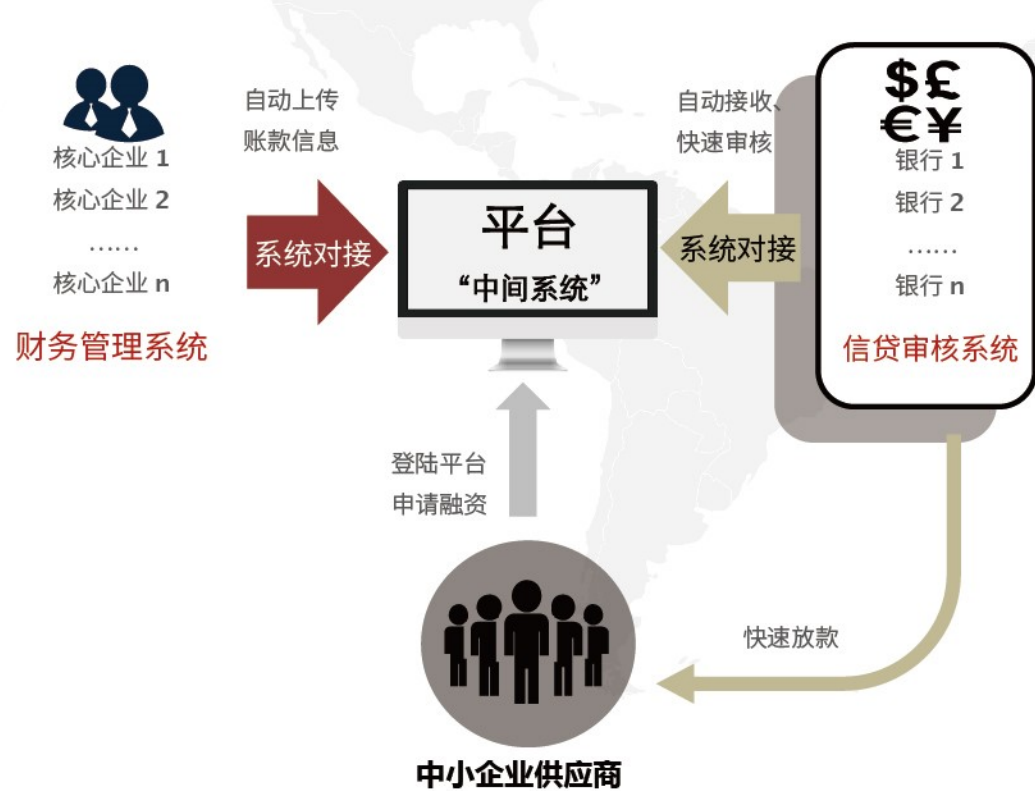 自动上传
账款信息
核心企业 1
核心企业 2
……
核心企业 n
财务管理系统
系统对接
平台
“中间系统”
自动接收、
快速审核
系统对接
$£
€¥
银行 1
银行 2
……
银行 n
信贷审核系统
登陆平台
申请融资
快速放款
中小企业供应商